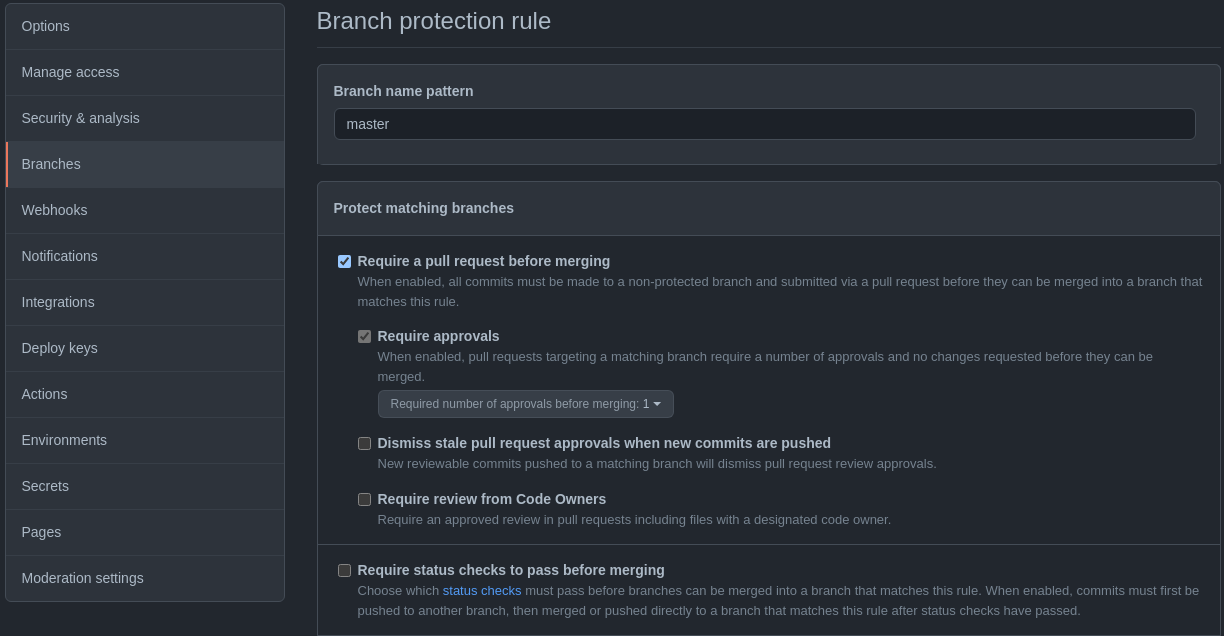 Options
Manage access
Security & analysis
Branches
Webhooks
Notifications
Integrations
Deploy keys
Actions
Environments
Secrets
Pages
Moderation settings
Branch protection rule
Branch name pattern
master
Protect matching branches
Require a pull request before merging
When enabled, all commits must be made to a non-protected branch and submitted via a pull request before they can be merged into a branch that
matches this rule.
Require approvals
When enabled, pull requests targeting a matching branch require a number of approvals and no changes requested before they can be
merged.
Required number of approvals before merging: 1
Dismiss stale pull request approvals when new commits are pushed
New reviewable commits pushed to a matching branch will dismiss pull request review approvals.
Require review from Code Owners
Require an approved review in pull requests including files with a designated code owner.
Require status checks to pass before merging
Choose which status checks must pass before branches can be merged into a branch that matches this rule. When enabled, commits must first be
pushed to another branch, then merged or pushed directly to a branch that matches this rule after status checks have passed.